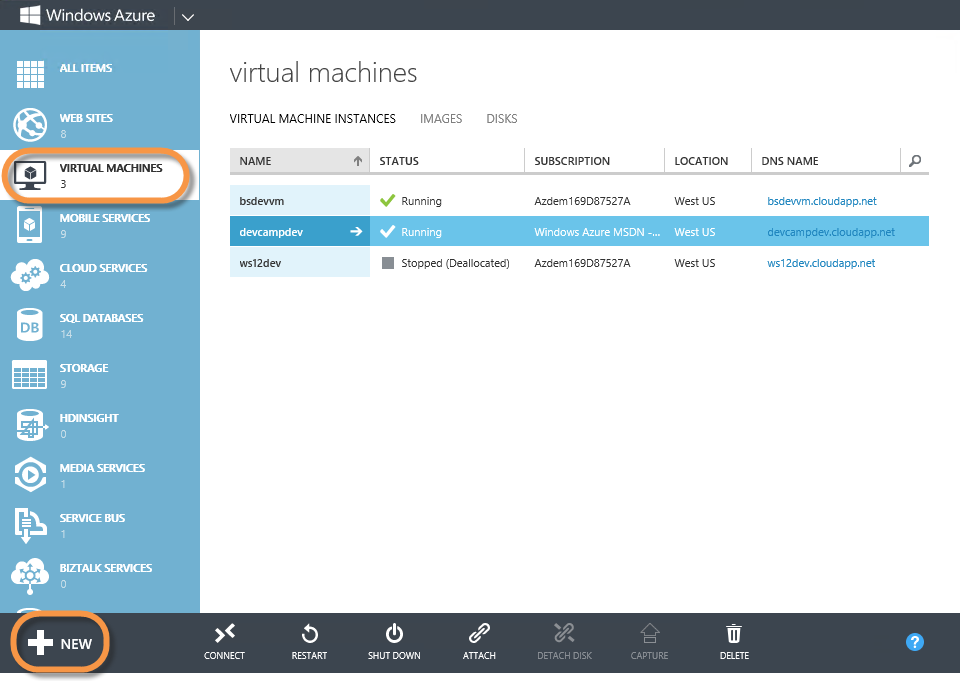 Windows Azure
ALL ITEMS
WEB SITES
8
VIRTUAL MACHINES
3
MOBILE SERVICES
9
CLOUD SERVICES
4
DB
SQL DATABASES
14
STORAGE
9
HDINSIGHT
0
MEDIA SERVICES
1
SERVICE BUS
1
BIZTALK SERVICES
0
virtual machines
VIRTUAL MACHINE INSTANCES IMAGES DISKS
NAME STATUS SUBSCRIPTION LOCATION DNS NAME
bsdevvm Running Azdem169D87527A West US bsdevvm.cloudapp.net
devcampdev Running Windows Azure MSDN -... West US devcampdev.cloudapp.net
ws12dev Stopped (Deallocated) Azdem169D87527A West US ws12dev.cloudapp.net
NEW CONNECT RESTART SHUT DOWN ATTACH DETACH DISK CAPTURE DELETE ?